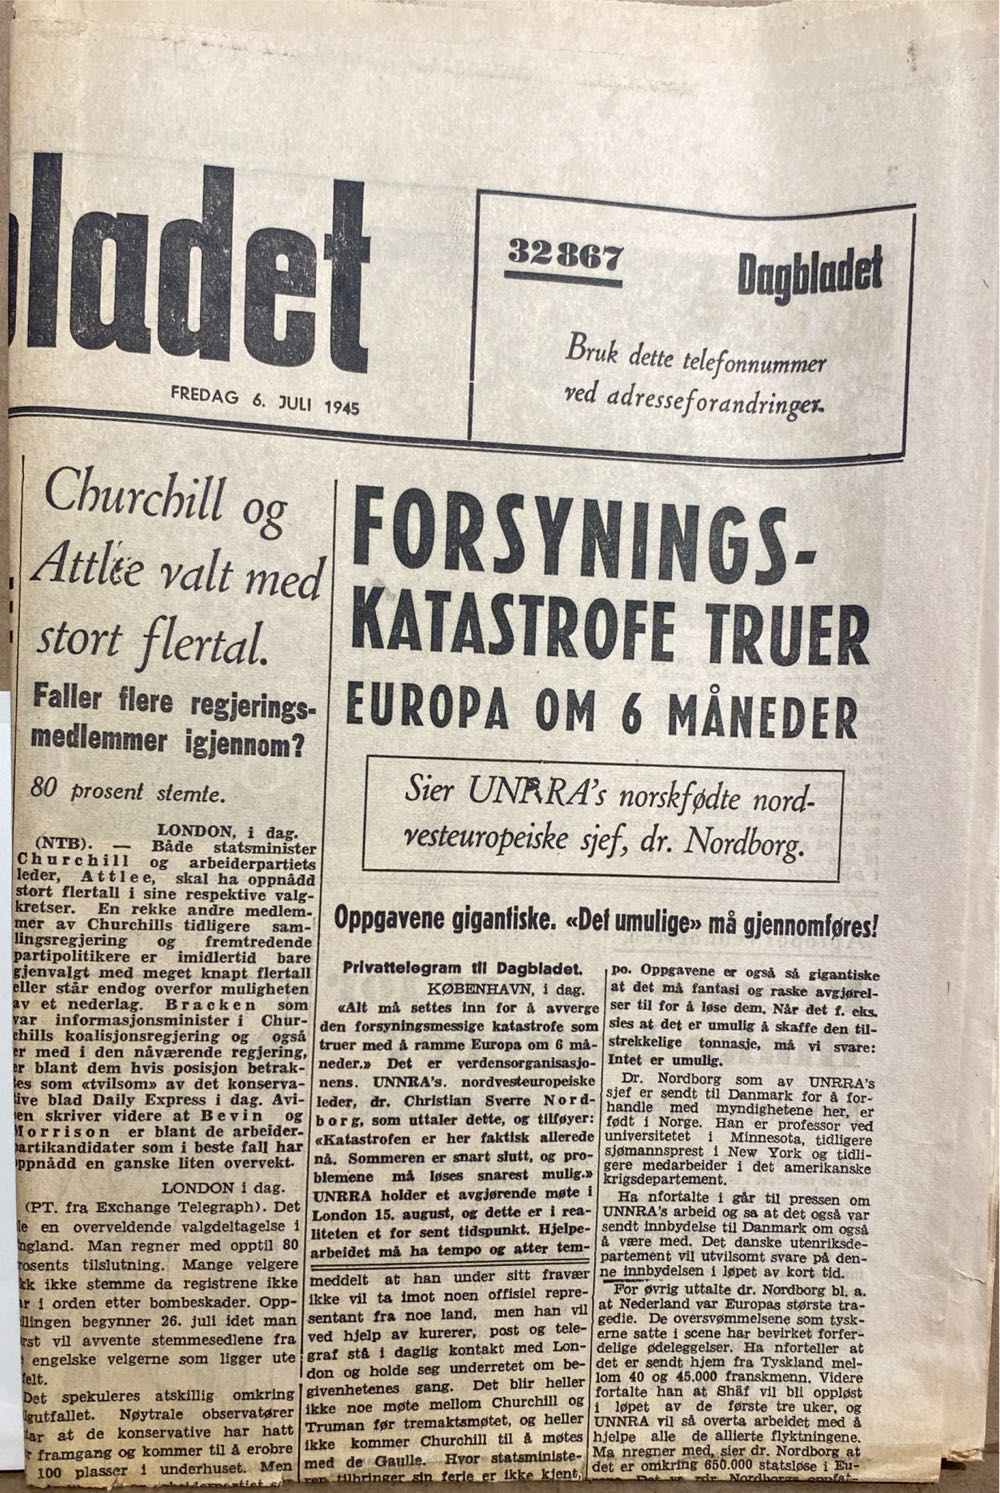 ladet
FREDAG 6. JULI 1945
32867
Dagbladet
Bruk dette telefonnummer
ved adresseforandringer.
Churchill og
Attlee valt med
stort flertal.
Faller flere regjerings-
medlemmer igjennom?
80 prosent stemte.
LONDON, i dag.
(NTB). — Både statsminister
Churchill og arbeiderpartiets
leder, Attlee, skal ha oppnådd
stort flertall i sine respektive valg-
kretser. En rekke andre medlem-
mer av Churchills tidligere sam-
lingsregjering og fremtredende
partipolitikere er imidlertid bare
gjenvalgt med meget knapt flertall
eller står endog overfor muligheten
av et nederlag. Bracken som
var informasjonsminister i Chur-
chills koalisjonsregjering og også
er med i den nåværende regjering,
er blant dem hvis posisjon betrak-
es som «tvilsom» av det konserva-
ive blad Daily Express i dag. Avi-
en skriver videre at Bevin og
Morrison er blant de arbeider-
artikandidater som i beste fall har
ppnådd en ganske liten overvekt.
LONDON i dag.
(PT. fra Exchange Telegraph). Det
le en overveldende valgdeltagelse i
ngland. Man regner med opptil 80
rosents tilslutning. Mange velgere
kk ikke stemme da registrene ikke
r i orden etter bombeskader. Opp-
llingen begynner 26. juli idet man
rst vil avvente stemmesedlene fra
engelske velgerne som ligger ute
felt.
Det spekuleres atskillig omkring
lgutfallet. Nøytrale observatører
ar at de konservative har hatt
r framgang og kommer til å erobre
100 plasser i underhuset. Men
FORSYNINGS-
KATASTROFE TRUER
EUROPA OM 6 MÅNEDER
Sier UNRRA's norskfødte nord-
vesteuropeiske sjef, dr. Nordborg.
Oppgavene gigantiske. «Det umulige» må gjennomføres!
Privattelegram til Dagbladet.
KØBENHAVN, i dag.
«Alt må settes inn for å avverge
den forsyningsmessige katastrofe som
truer med å ramme Europa om 6 må-
neder.» Det er verdensorganisasjo-
nens. UNNRA's. nordvesteuropeiske
leder, dr. Christian Sverre Nord-
borg, som uttaler dette, og tilføyer:
«Katastrofen er her faktisk allerede
nå. Sommeren er snart slutt, og pro-
blemene må løses snarest mulig.»
UNRRA holder et avgjørende møte i
London 15. august, og dette er i rea-
liteten et for sent tidspunkt. Hjelpe-
arbeidet må ha tempo og atter tem-
meddelt at han under sitt fravær
ikke vil ta imot noen offisiel repre-
sentant fra noe land, men han vil
ved hjelp av kurerer, post og tele-
graf stå i daglig kontakt med Lon-
don og holde seg underretet om be-
givenhetenes gang. Det blir heller
ikke noe møte mellom Churchill og
Truman før tremaktsmøtet, og heller
ikke kommer Churchill til å møtes
med de Gaulle. Hvor statsministe-
ren tilbringer sin ferie er ikke kjent,
po. Oppgavene er også så gigantiske
at det må fantasi og raske avgjørel-
ser til for å løse dem. Når det f. eks.
sies at det er umulig å skaffe den til-
strekkelige tonnasje, må vi svare:
Intet er umulig.
Dr. Nordborg som av UNRRA's
sjef er sendt til Danmark for å for-
handle med myndighetene her, er
født i Norge. Han er professor ved
universitetet i Minnesota, tidligere
sjømannsprest i New York og tidli-
gere medarbeider i det amerikanske
krigsdepartement.
Ha nfortalte i går til pressen om
UNNRA's arbeid og sa at det også var
sendt innbydelse til Danmark om også
å være med. Det danske utenriksde-
partement vil utvilsomt svare på den-
ne innbydelsen i løpet av kort tid.
For øvrig uttalte dr. Nordborg bl. a.
at Nederland var Europas største tra-
gedie. De oversvømmelsene som tysk-
erne satte i scene har bevirket forfer-
delige ødeleggelser. Ha nforteller at
det er sendt hjem fra Tyskland mel-
lom 40 og 45.000 franskmenn. Videre
fortalte han at Shäf vil bli oppløst
i løpet av de første tre uker, og
UNNRA vil så overta arbeidet med å
hjelpe alle de allierte flyktningene.
Ma nregner med, sier dr. Nordborg at
det er omkring 650.000 statsløse i Eu-